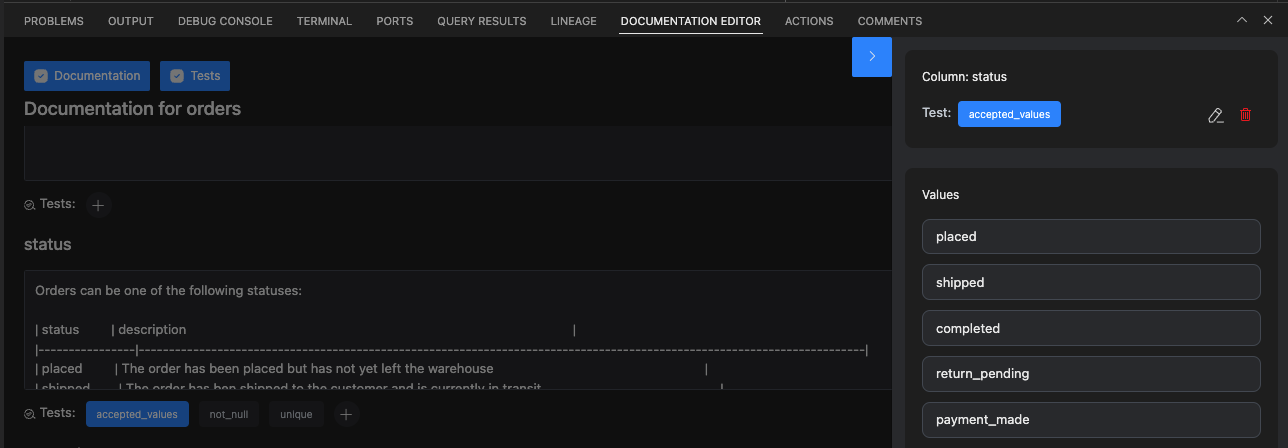 PROBLEMS OUTPUT DEBUG CONSOLE TERMINAL PORTS QUERY RESULTS LINEAGE DOCUMENTATION EDITOR ACTIONS COMMENTS
Documentation Tests
Documentation for orders
Tests:
status
Orders can be one of the following statuses:
| status | description |
|----------------|---------------------------------------------------------------------------------------------------------------|
| placed | The order has been placed but has not yet left the warehouse |
| shipped | The order has ben shipped to the customer and is currently in transit |
Tests: accepted_values not_null unique
Column: status
Test: accepted_values
Values
placed
shipped
completed
return_pending
payment_made